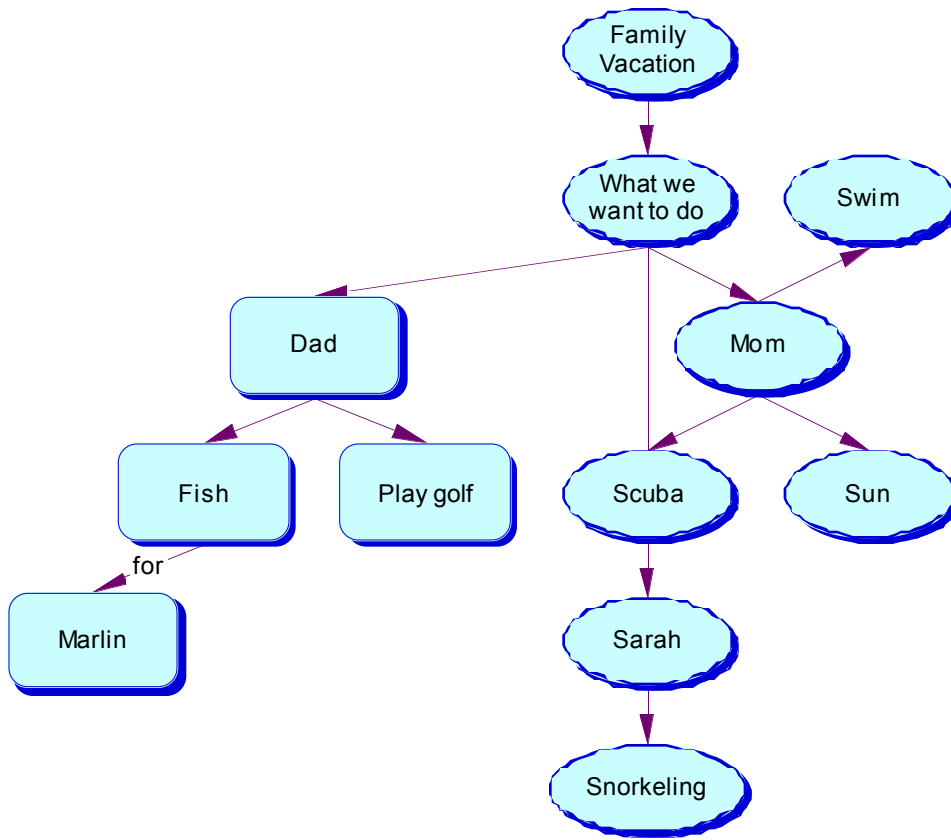 Family
Vacation
What we
want to do
Swim
Dad
Mom
Fish
Play golf
Scuba
Sun
for
Marlin
Sarah
Snorkeling